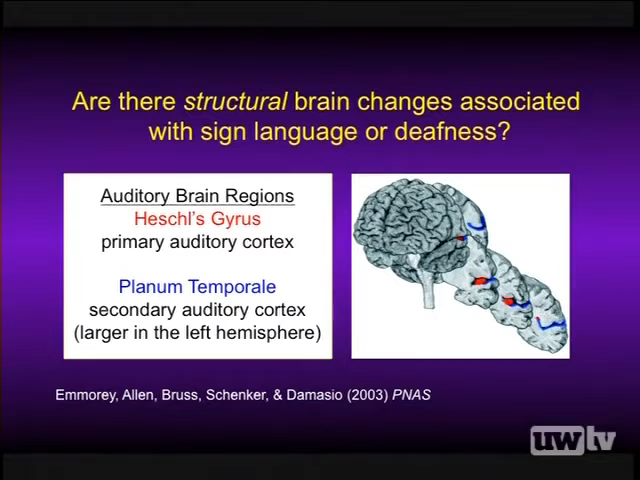 Are there structural brain changes associated
with sign language or deafness?
Auditory Brain Regions
Heschl's Gyrus
primary auditory cortex
Planum Temporale
secondary auditory cortex
(larger in the left hemisphere)
Emmorey, Allen, Bruss, Schenker, & Damasio (2003) PNAS
uwtv